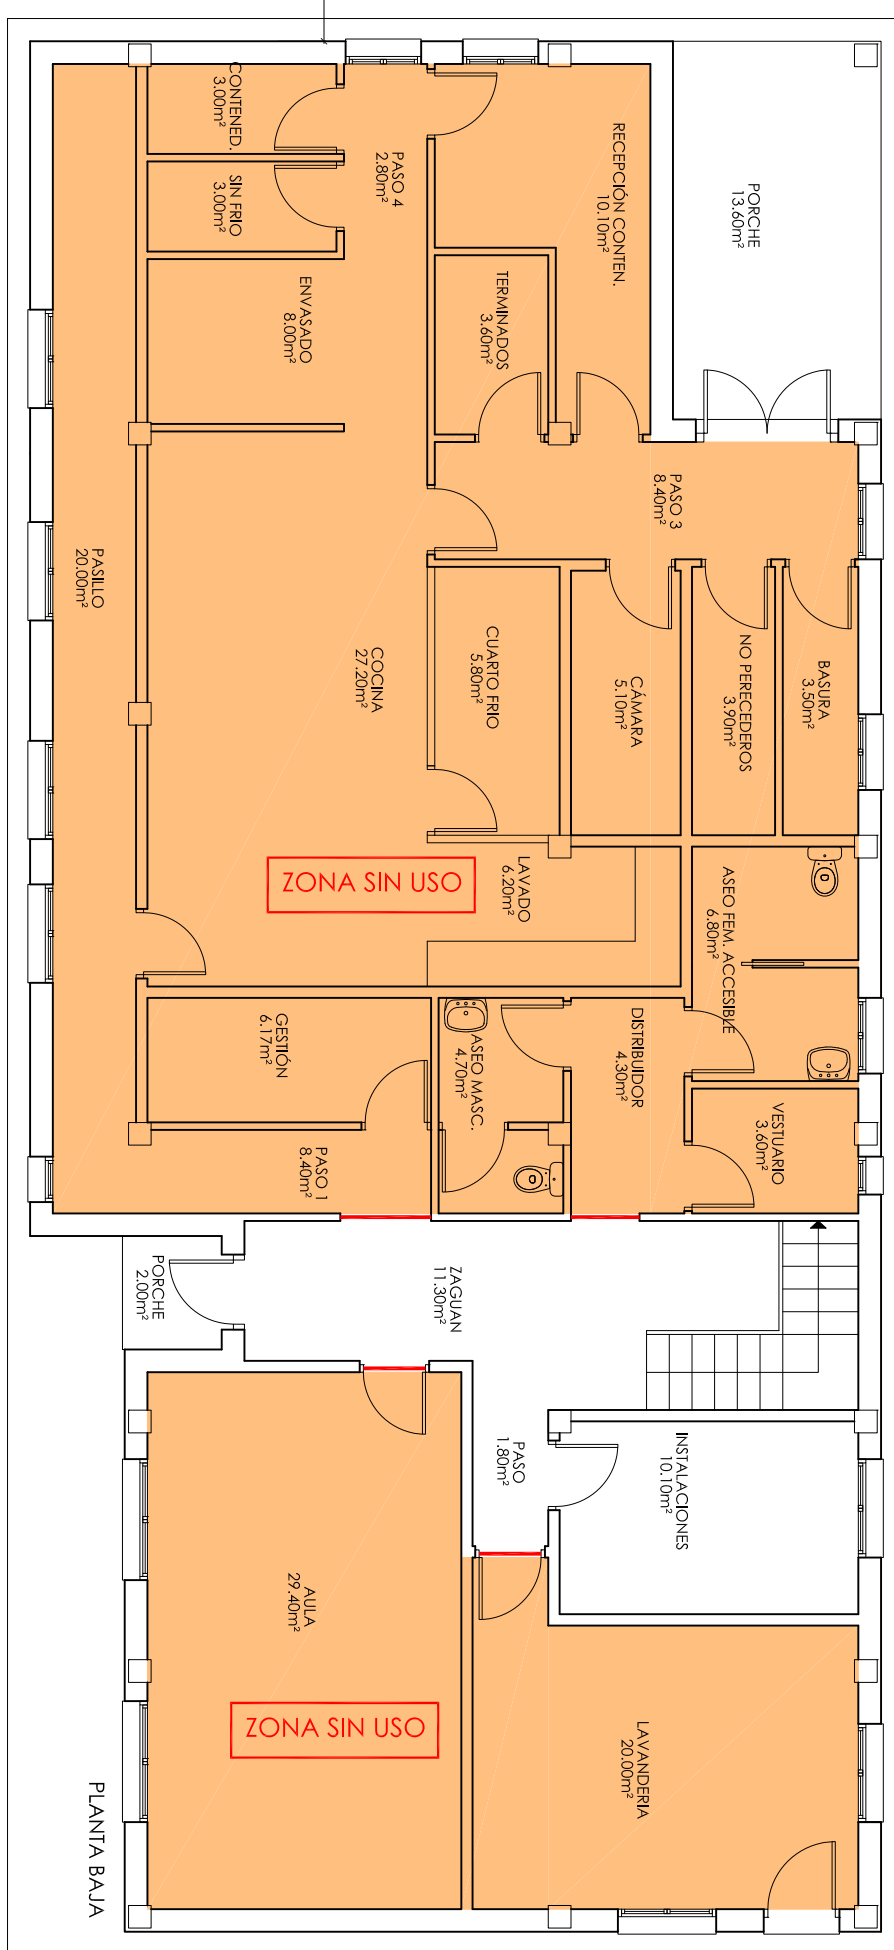 CONTENED.
3.00m²
SIN FRIO
3.00m²
PASO 4
2.80m²
RECEPCIÓN CONTEN.
10.10m²
PORCHE
13.60m²
ENVASADO
8.00m²
TERMINADOS
3.60m²
PASO 3
8.40m²
PASILLO
20.00m²
COCINA
27.20m²
CUARTO FRIO
5.80m²
CÁMARA
5.10m²
NO PERECEDEROS
3.90m²
BASURA
3.50m²
ZONA SIN USO
LAVADO
6.20m²
ASEO FEM. ACCESIBLE
6.80m²
GESTIÓN
6.17m²
ASEO MASC.
4.70m²
DISTRIBUIDOR
4.30m²
VESTUARIO
3.60m²
PASO 1
8.40m²
PORCHE
2.00m²
ZAGUAN
11.30m²
PASO
1.80m²
INSTALACIONES
10.10m²
AULA
29.40m²
ZONA SIN USO
LAVANDERIA
20.00m²
PLANTA BAJA